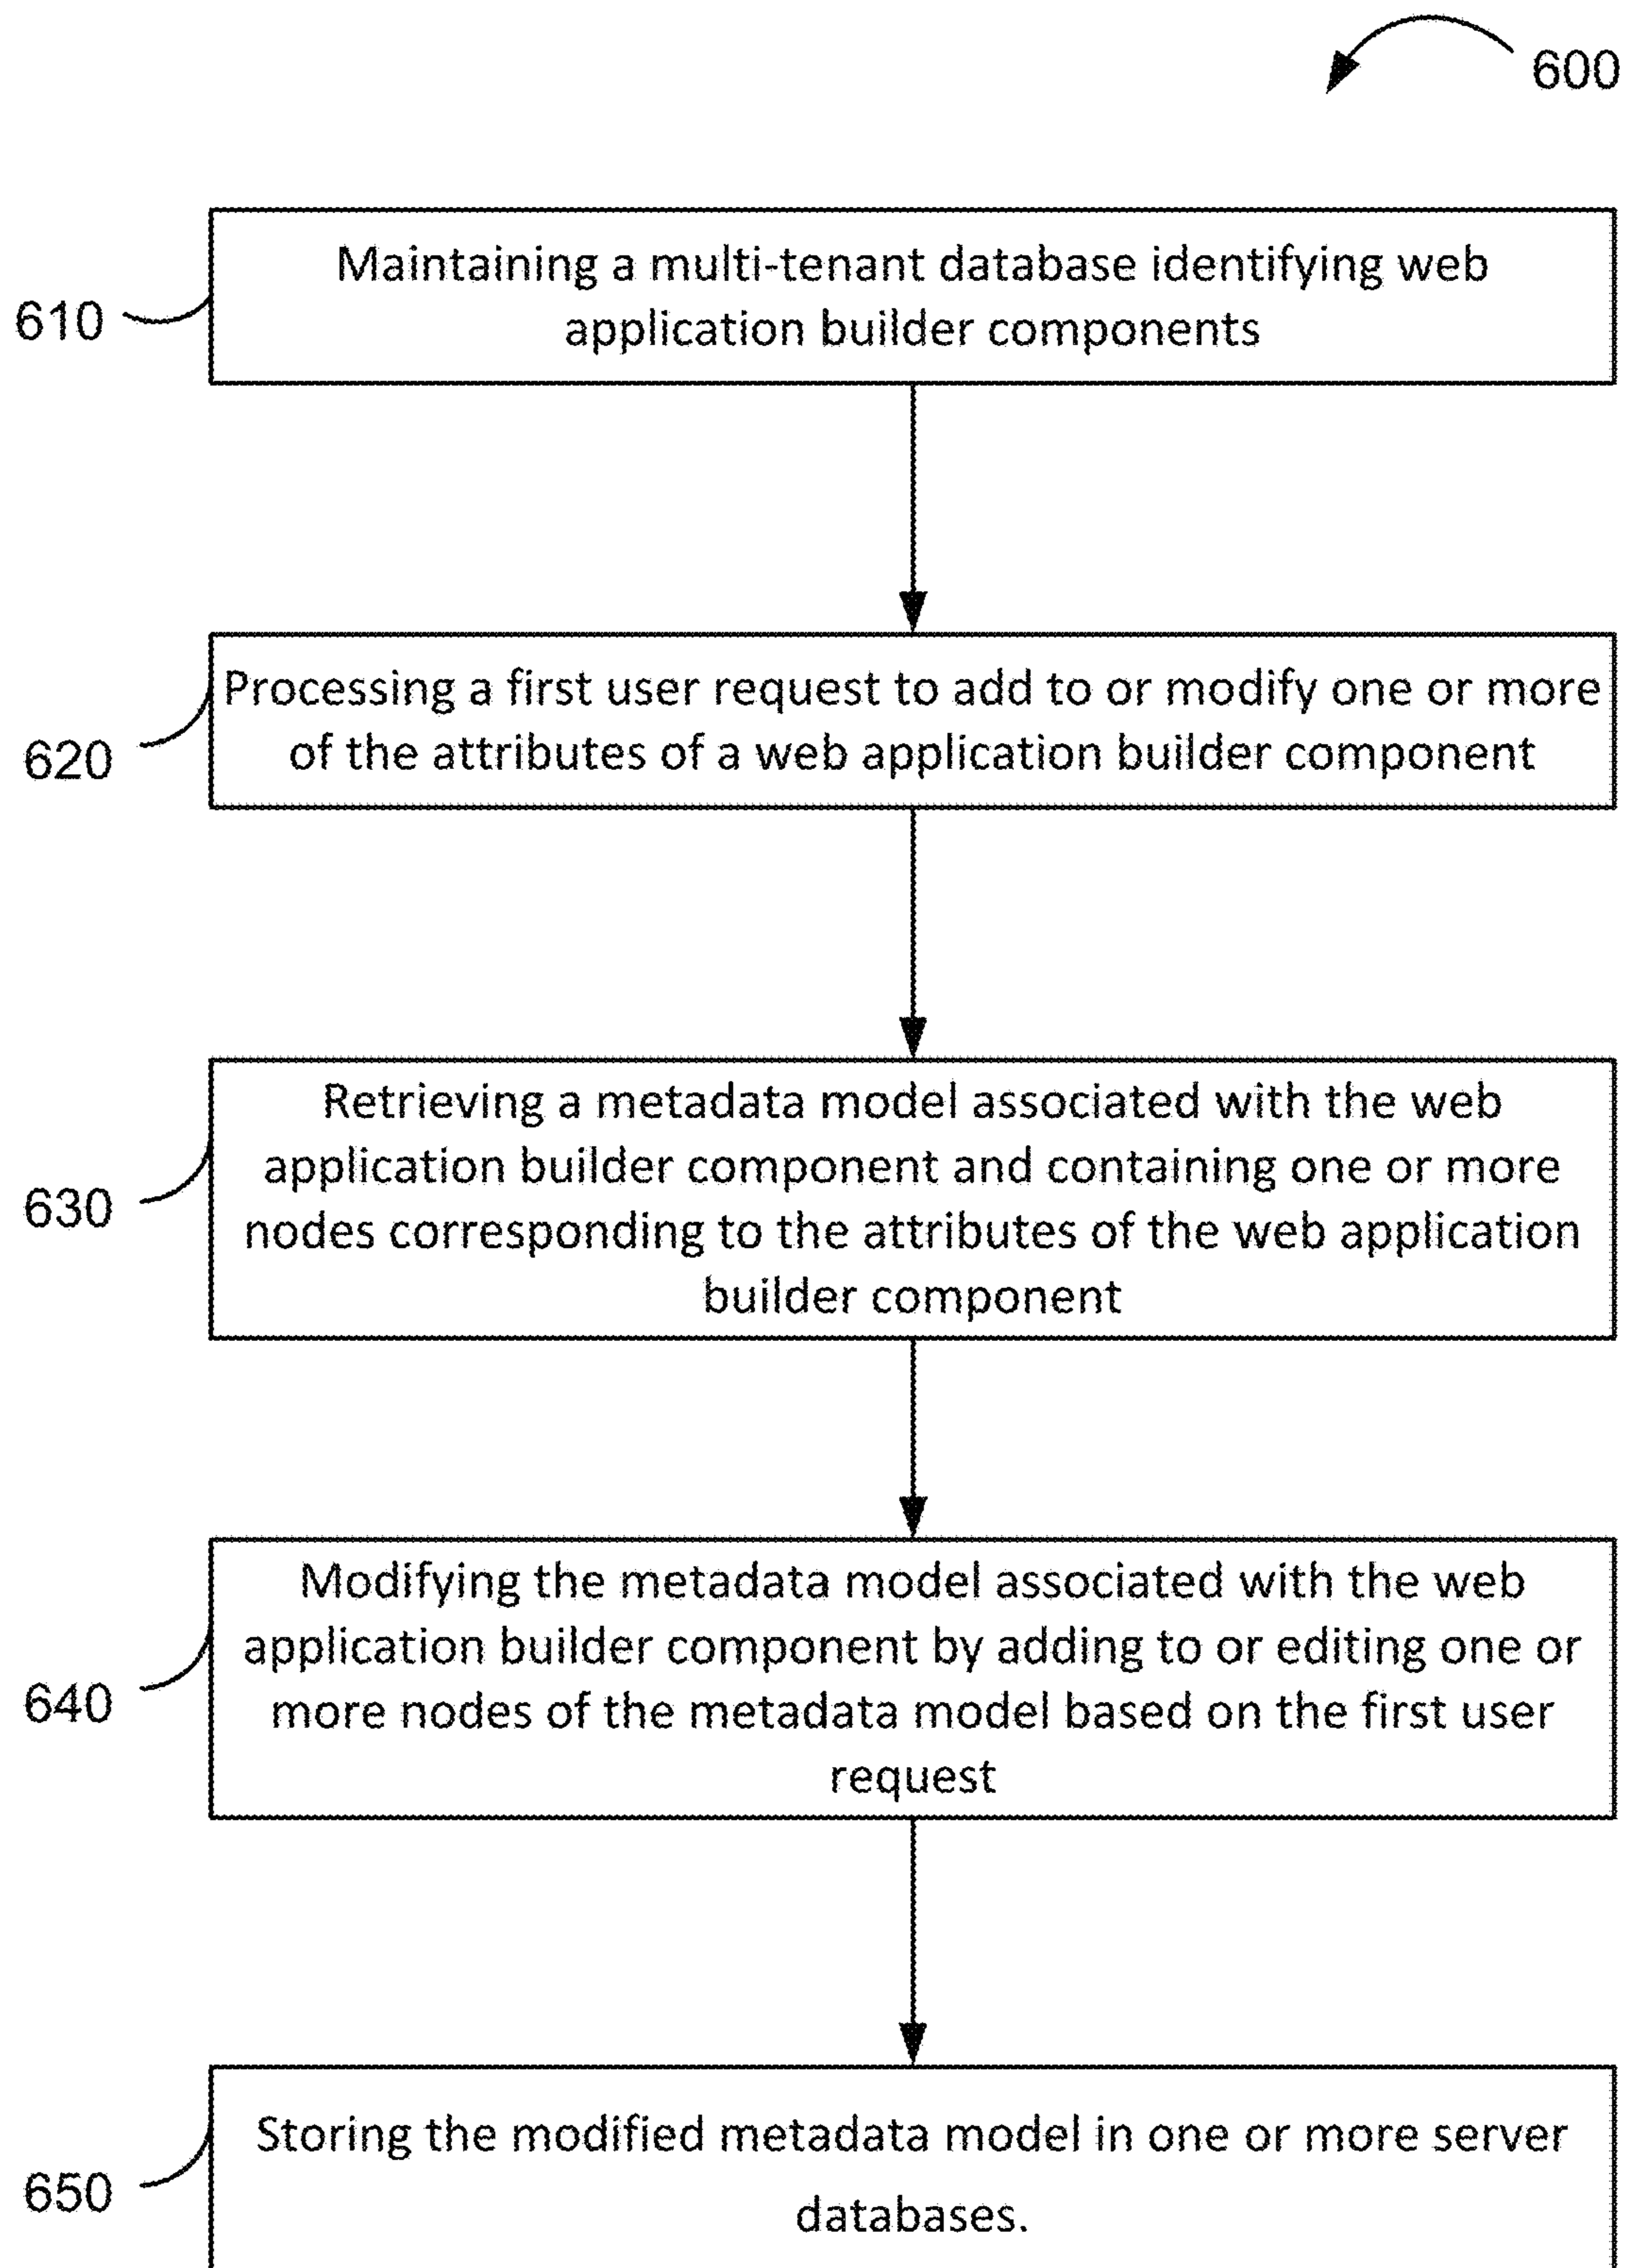 600
Maintaining a multi-tenant database identifying web
application builder components
610
Processing a first user request to add to or modify one or more
of the attributes of a web application builder component
620
Retrieving a metadata model associated with the web
application builder component and containing one or more
nodes corresponding to the attributes of the web application
builder component
630
Modifying the metadata model associated with the web
application builder component by adding to or editing one or
more nodes of the metadata model based on the first user
request
640
Storing the modified metadata model in one or more server
databases.
650